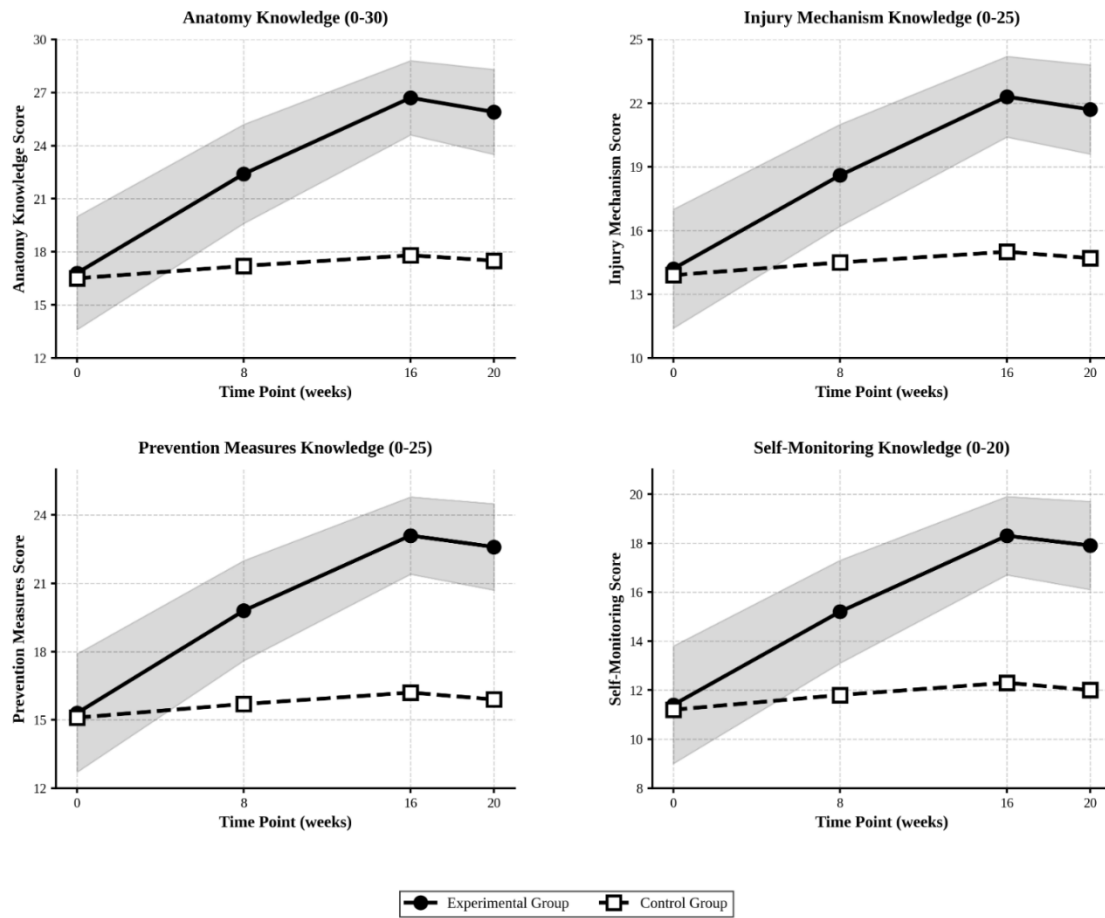 Anatomy Knowledge (0-30)
30
27
24
21
18
15
12
Anatomy Knowledge Score
0
8
16
20
Time Point (weeks)
Injury Mechanism Knowledge (0-25)
25
22
19
16
13
10
Injury Mechanism Score
0
8
16
20
Time Point (weeks)
Prevention Measures Knowledge (0-25)
24
21
18
15
12
Prevention Measures Score
0
8
16
20
Time Point (weeks)
Self-Monitoring Knowledge (0-20)
20
18
16
14
12
10
8
Self-Monitoring Score
0
8
16
20
Time Point (weeks)
Experimental Group
Control Group